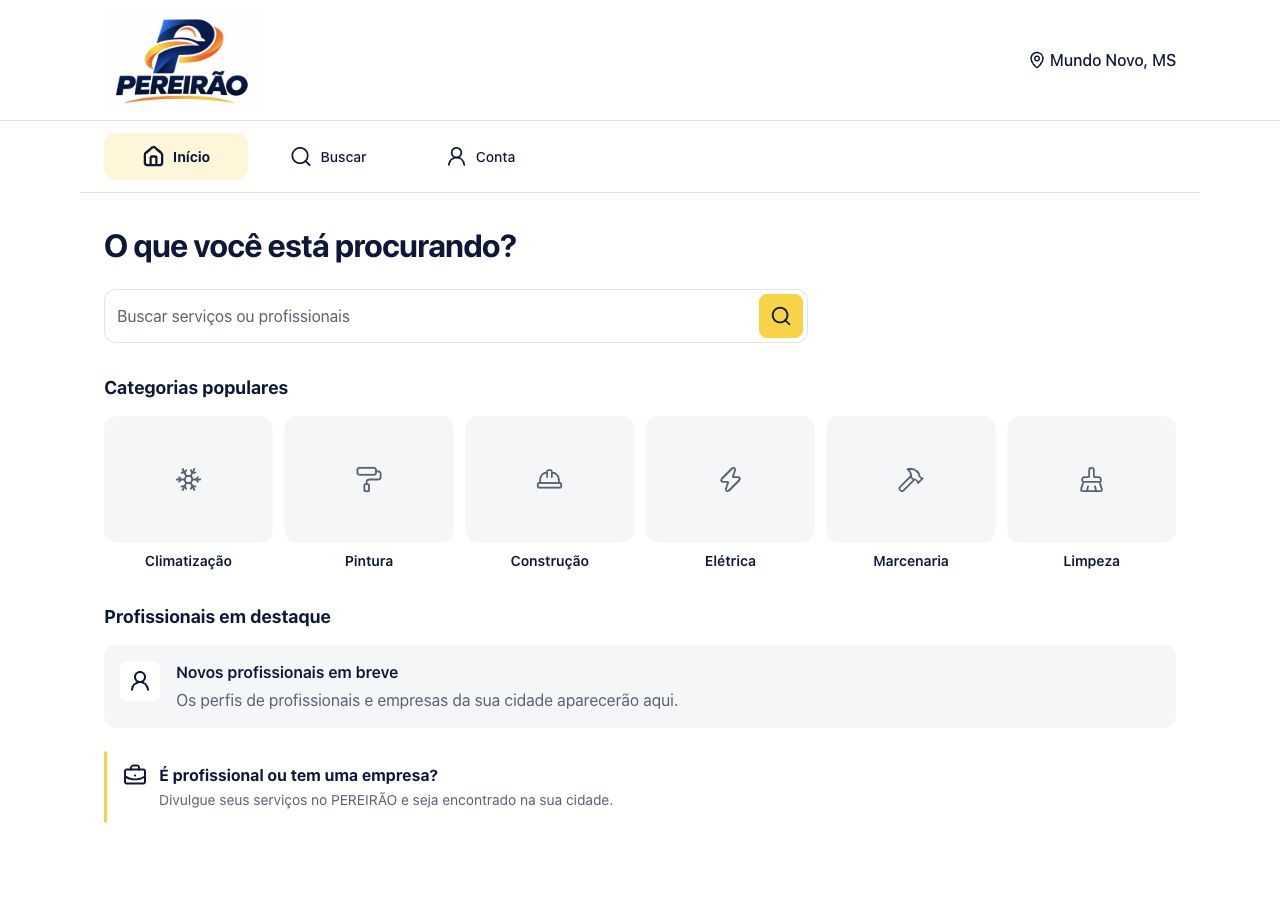 PEREIRÃO
Mundo Novo, MS
Início
Buscar
Conta
O que você está procurando?
Buscar serviços ou profissionais
Categorias populares
Climatização
Pintura
Construção
Elétrica
Marcenaria
Limpeza
Profissionais em destaque
Novos profissionais em breve
Os perfis de profissionais e empresas da sua cidade aparecerão aqui.
É profissional ou tem uma empresa?
Divulgue seus serviços no PEREIRÃO e seja encontrado na sua cidade.